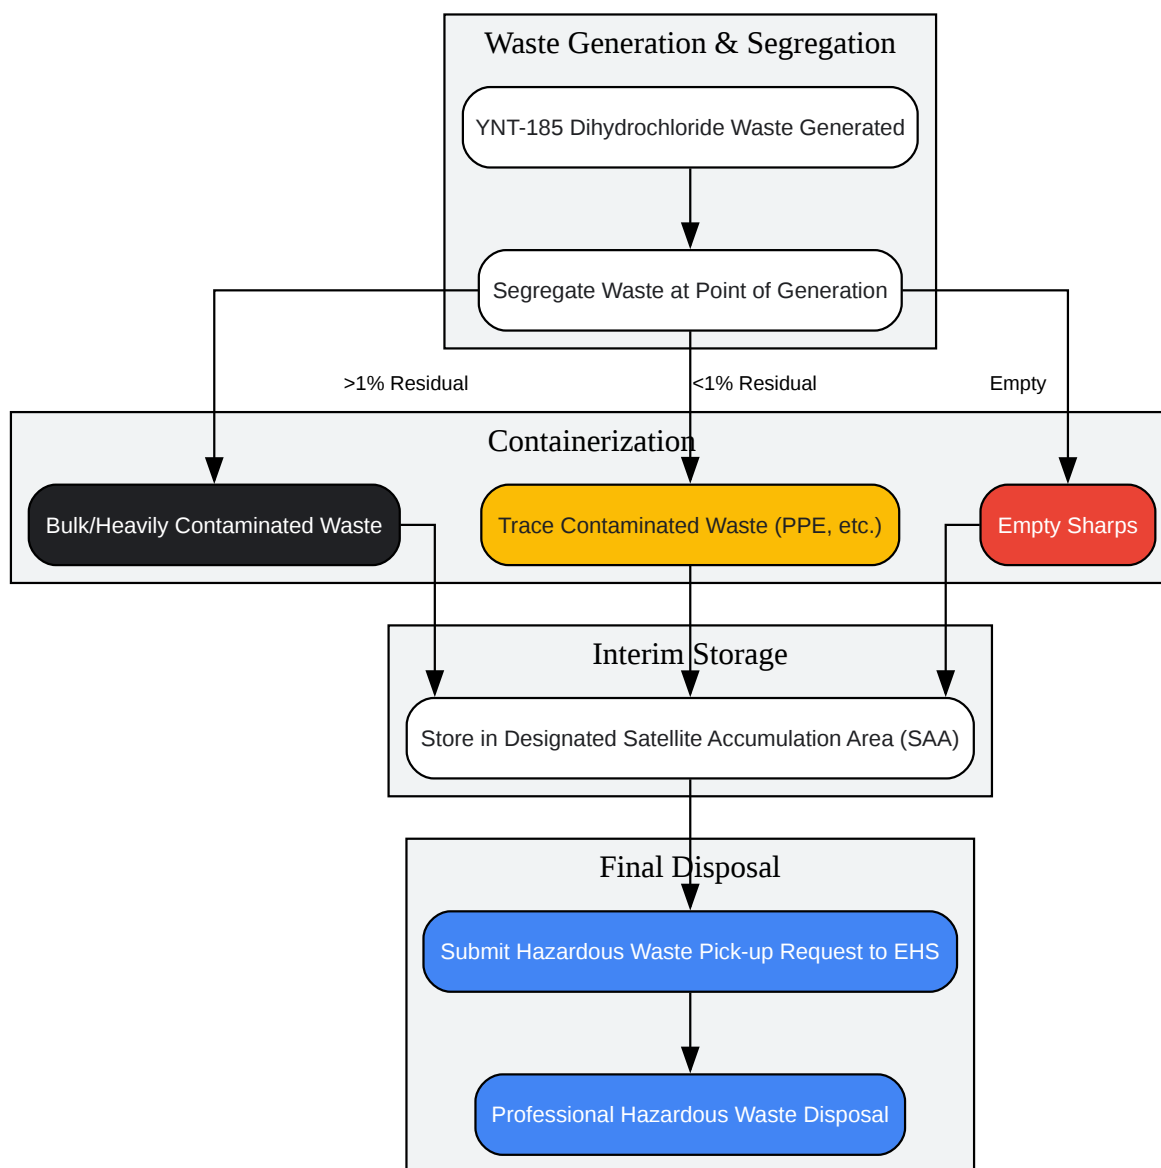 Waste Generation & Segregation
YNT-185 Dihydrochloride Waste Generated
Segregate Waste at Point of Generation
>1% Residual
<1% Residual
Empty
Containerization
Bulk/Heavily Contaminated Waste
Trace Contaminated Waste (PPE, etc.)
Empty Sharps
Interim Storage
Store in Designated Satellite Accumulation Area (SAA)
Final Disposal
Submit Hazardous Waste Pick-up Request to EHS
Professional Hazardous Waste Disposal